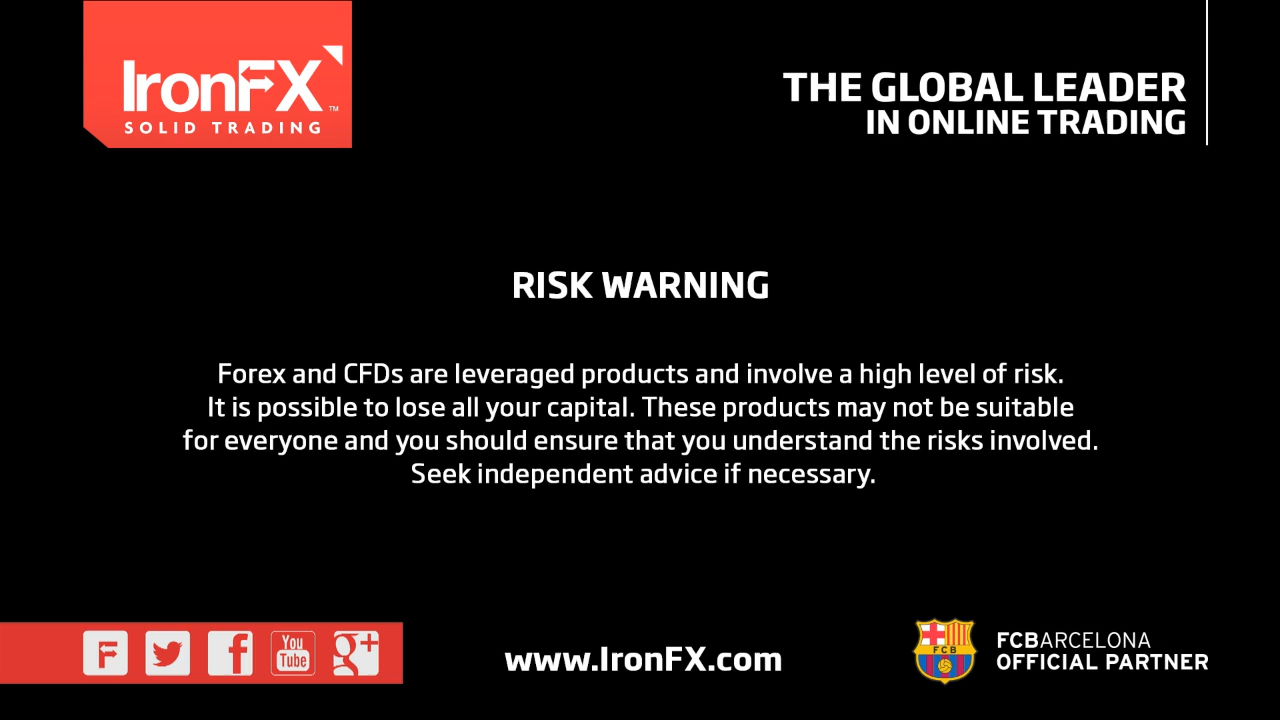 IronFX
TM
SOLID TRADING
THE GLOBAL LEADER
IN ONLINE TRADING
RISK WARNING
Forex and CFDs are leveraged products and involve a high level of risk.
It is possible to lose all your capital. These products may not be suitable
for everyone and you should ensure that you understand the risks involved.
Seek independent advice if necessary.
F
f
You
Tube
g+
www.IronFX.com
FCB
FCBARCELONA
OFFICIAL PARTNER